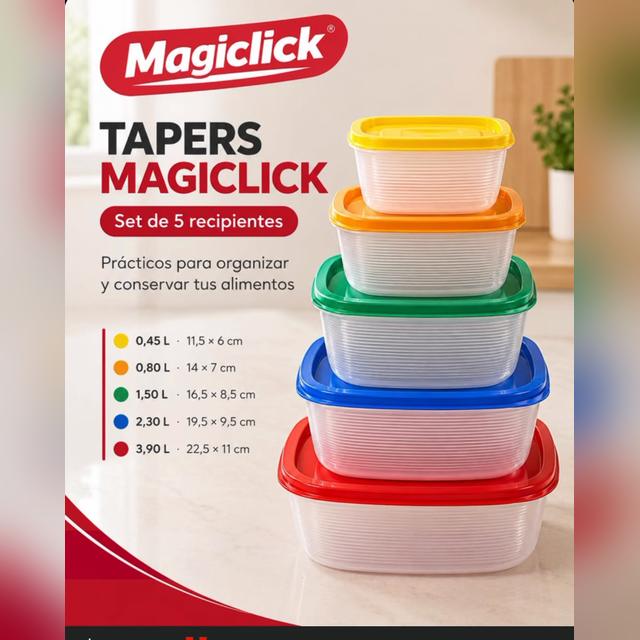 Magiclick®
TAPERS
MAGICLICK
Set de 5 recipientes
Prácticos para organizar
y conservar tus alimentos
0,45 L · 11,5 × 6 cm
0,80 L · 14 × 7 cm
1,50 L · 16,5 × 8,5 cm
2,30 L · 19,5 × 9,5 cm
3,90 L · 22,5 × 11 cm